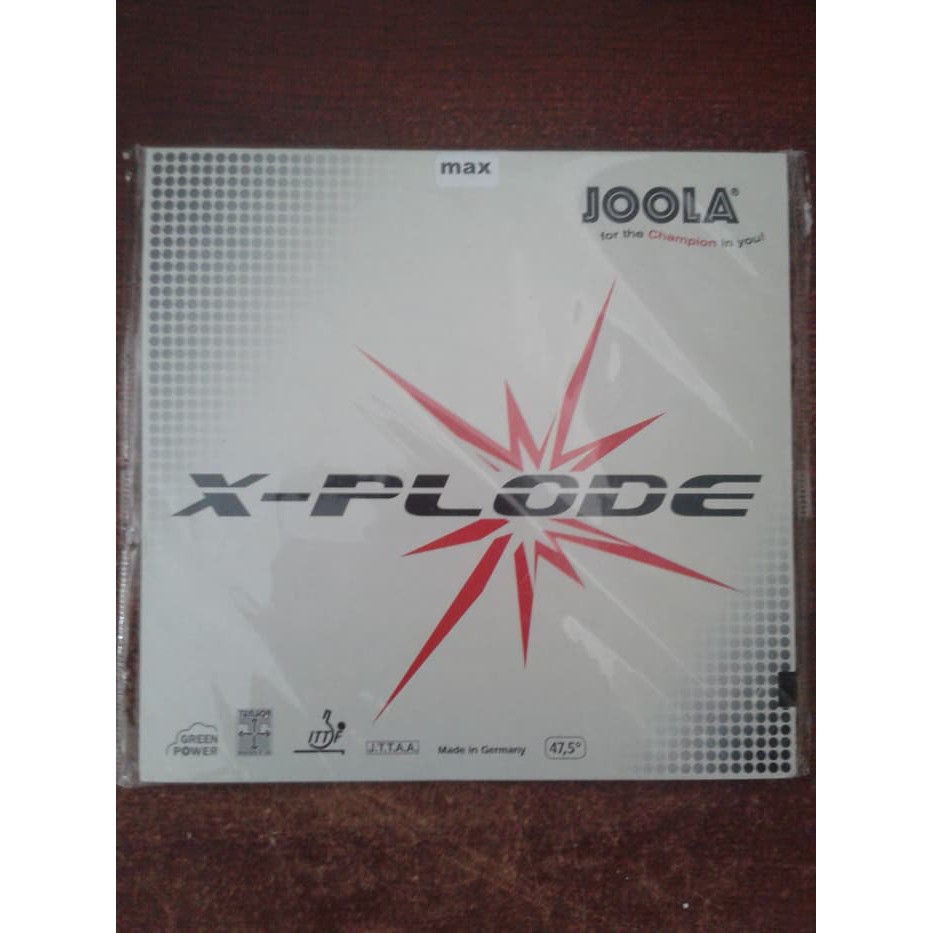 max
JOOLA®
for the Champion in you!
X-PLODE
GREEN
POWER
ITTF
J.T.T.A.A.
Made in Germany
47,5°